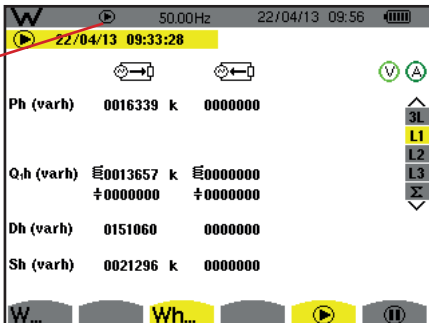 W 50.00Hz 22/04/13 09:56
22/04/13 09:33:28
V A
Ph (varh) 0016339 k 0000000
3L
L1
Q₁h (varh) 0013657 k 0000000
L2
÷0000000 ÷0000000
L3
Σ
Dh (varh) 0151060 0000000
Sh (varh) 0021296 k 0000000
W... Wh...